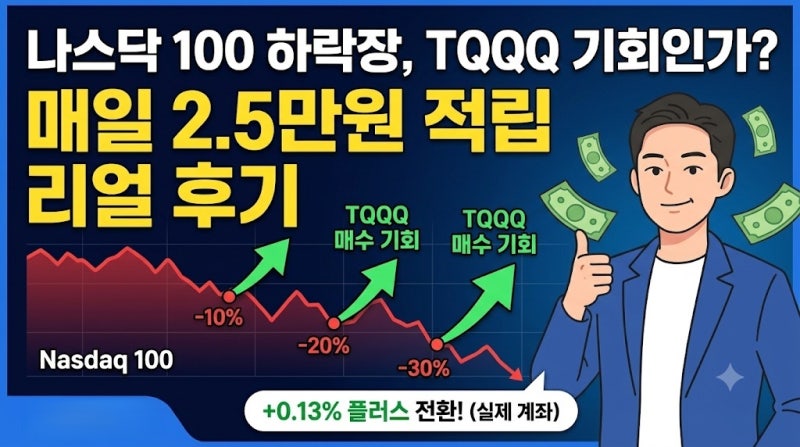 나스닥 100 하락장, TQQQ 기회인가?
매일 2.5만원 적립
리얼 후기
TQQQ
매수 기회
TQQQ
매수 기회
-10%
-20%
-30%
Nasdaq 100
+0.13% 플러스 전환! (실제 계좌)